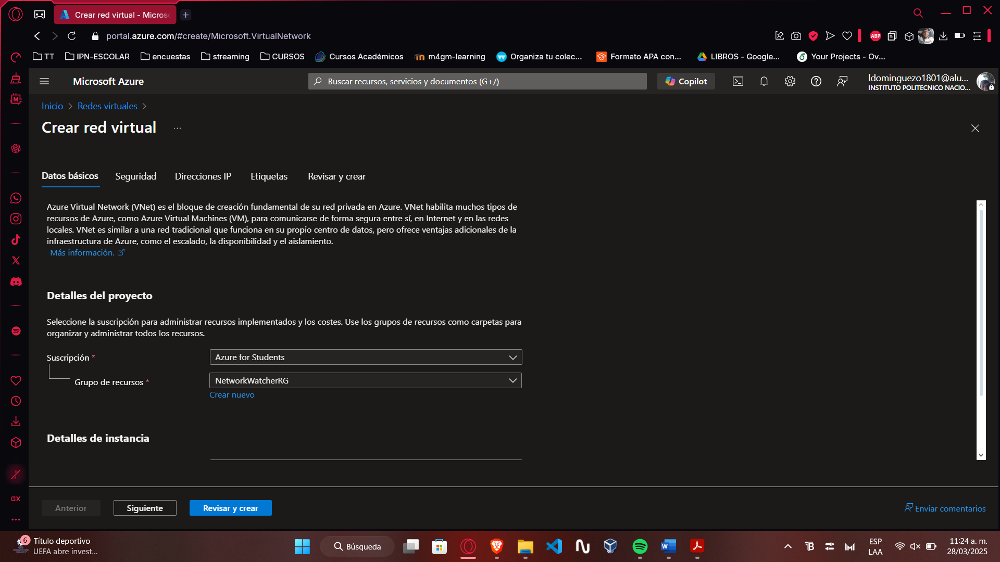 Crear red virtual - Micros
portal.azure.com/#create/Microsoft.VirtualNetwork
ABP
TT
IPN-ESCOLAR
encuestas
streaming
CURSOS
Cursos Académicos
m4gm-learning
Organiza tu colec...
Formato APA con...
LIBROS - Google...
Your Projects - Ov...
Microsoft Azure
Buscar recursos, servicios y documentos (G+/)
Copilot
ldominguezo1801@alu...
INSTITUTO POLITECNICO NACIO...
Inicio > Redes virtuales >
Crear red virtual ...
Datos básicos
Seguridad
Direcciones IP
Etiquetas
Revisar y crear
Azure Virtual Network (VNet) es el bloque de creación fundamental de su red privada en Azure. VNet habilita muchos tipos de
recursos de Azure, como Azure Virtual Machines (VM), para comunicarse de forma segura entre sí, en Internet y en las redes
locales. VNet es similar a una red tradicional que funciona en su propio centro de datos, pero ofrece ventajas adicionales de la
infraestructura de Azure, como el escalado, la disponibilidad y el aislamiento.
Más información.
Detalles del proyecto
Seleccione la suscripción para administrar recursos implementados y los costes. Use los grupos de recursos como carpetas para
organizar y administrar todos los recursos.
Suscripción *
Azure for Students
Grupo de recursos *
NetworkWatcherRG
Crear nuevo
Detalles de instancia
GX
Anterior
Siguiente
Revisar y crear
Enviar comentarios
6
Título deportivo
UEFA abre invest...
Búsqueda
ESP
LAA
11:24 a. m.
28/03/2025